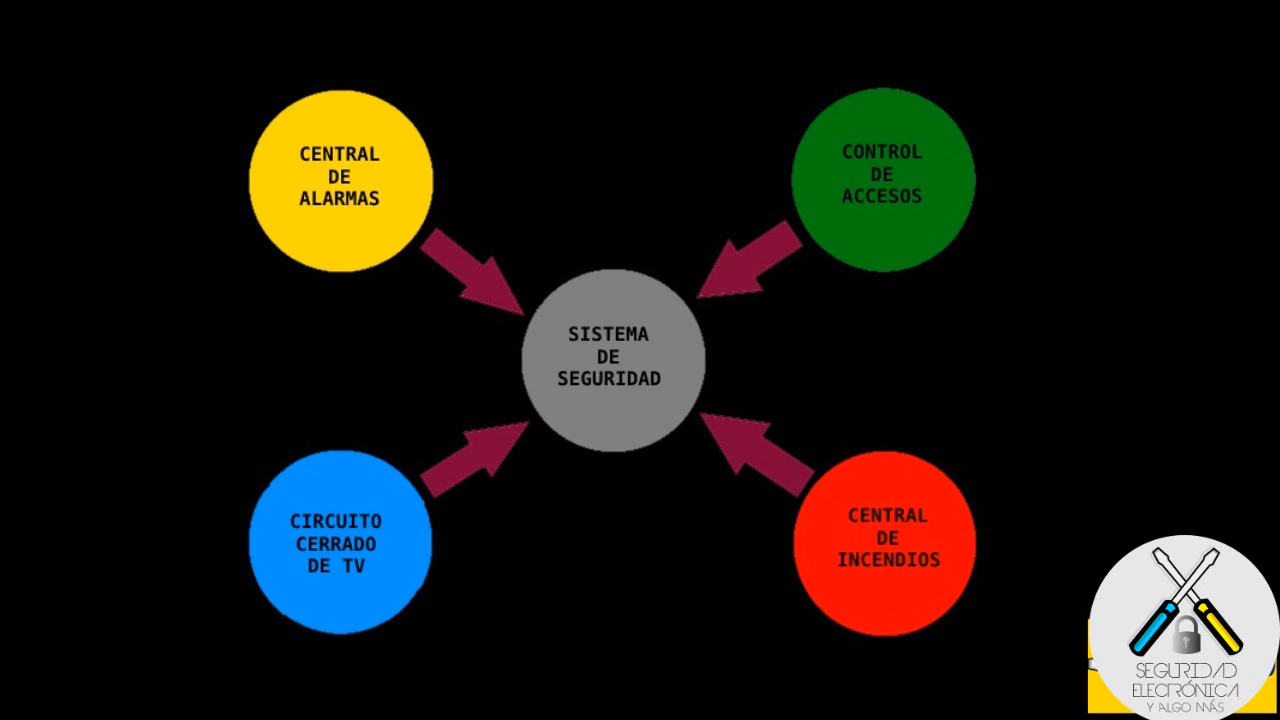 CENTRAL
DE
ALARMAS
CONTROL
DE
ACCESOS
SISTEMA
DE
SEGURIDAD
CIRCUITO
CERRADO
DE TV
CENTRAL
DE
INCENDIOS
SEGURIDAD
ELECTRÓNICA
Y ALGO MÁS